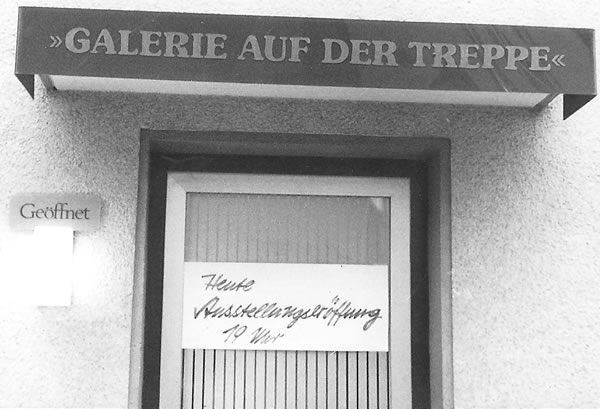 »GALERIE AUF DER TREPPE«
Geöffnet
Heute
Ausstellungseröffnung
19 Uhr